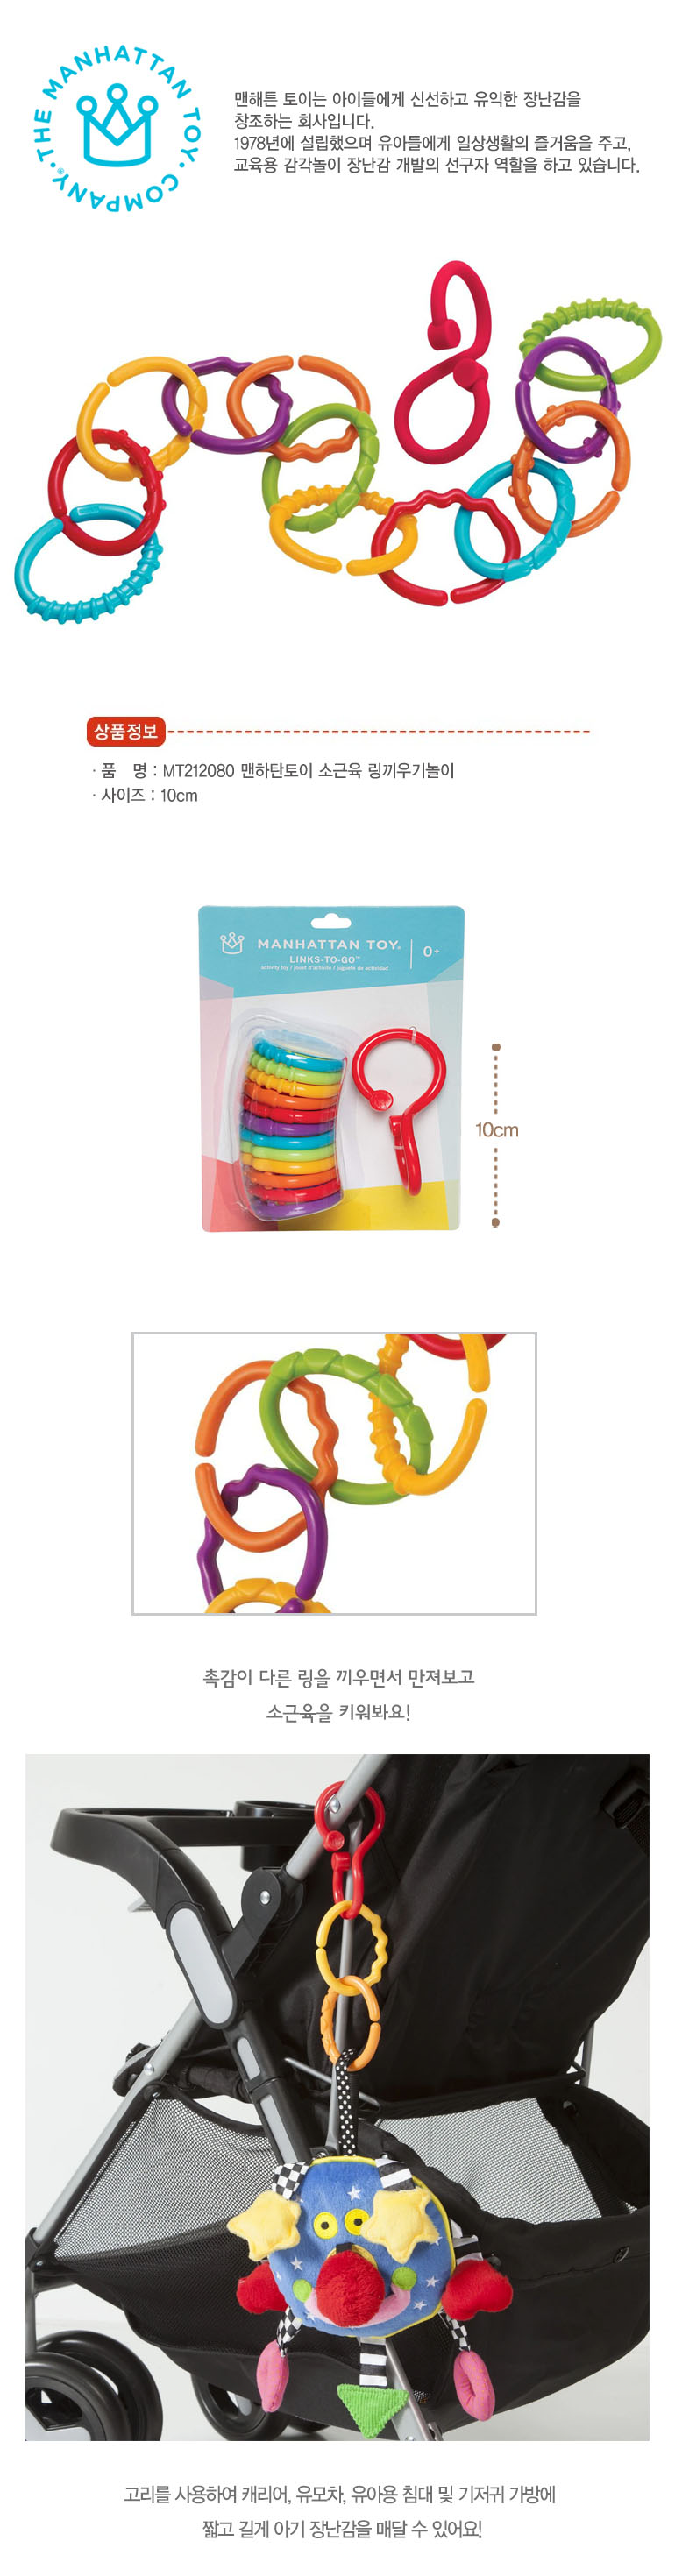 THE MANHATTAN TOY COMPANY®
맨해튼 토이는 아이들에게 신선하고 유익한 장난감을
창조하는 회사입니다.
1978년에 설립했으며 유아들에게 일상생활의 즐거움을 주고,
교육용 감각놀이 장난감 개발의 선구자 역할을 하고 있습니다.
상품정보
· 품 명 : MT212080 맨하탄토이 소근육 링끼우기놀이
· 사이즈 : 10cm
MANHATTAN TOY®
0+
LINKS-TO-GO™
activity toy / jouet d'activité / juguete de actividad
10cm
촉감이 다른 링을 끼우면서 만져보고
소근육을 키워봐요!
고리를 사용하여 캐리어, 유모차, 유아용 침대 및 기저귀 가방에
짧고 길게 아기 장난감을 매달 수 있어요!